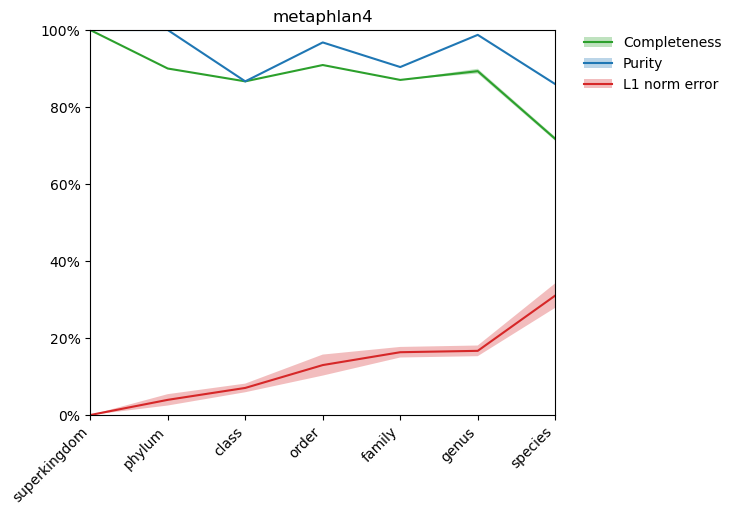 metaphlan4
100%
80%
60%
40%
20%
0%
superkingdom
phylum
class
order
family
genus
species
Completeness
Purity
L1 norm error